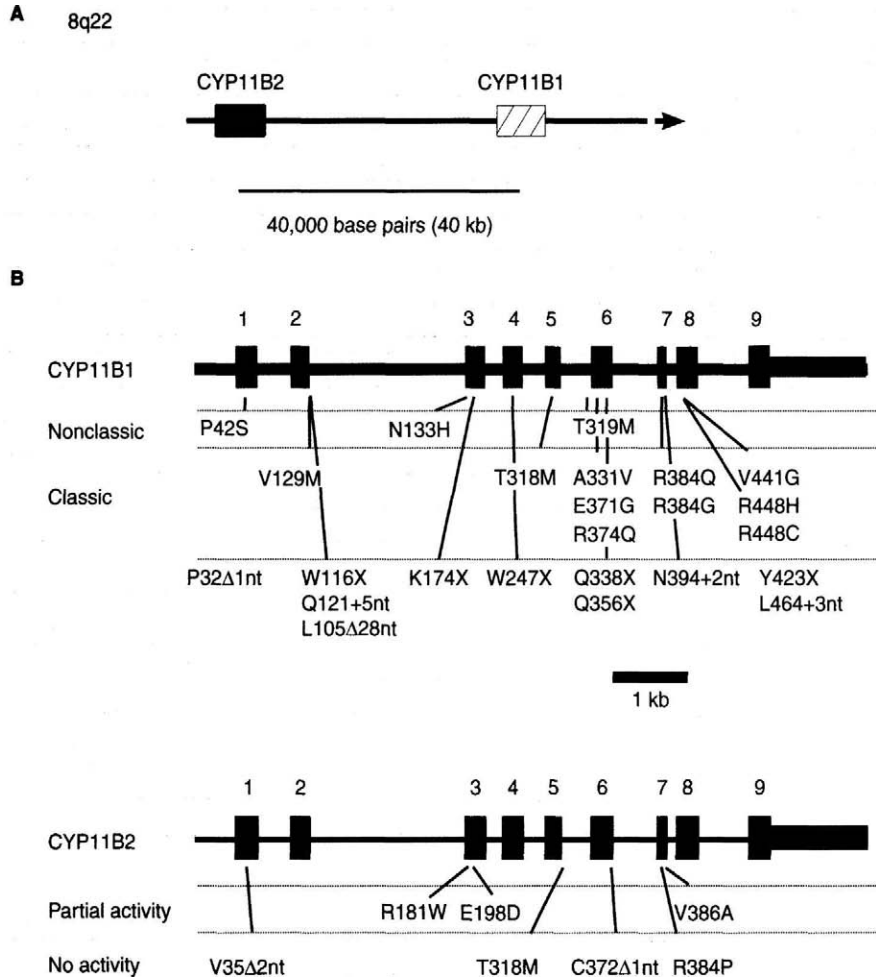 A
8q22
CYP11B2 CYP11B1
40,000 base pairs (40 kb)
B
1 2 3 4 5 6 7 8 9
CYP11B1
Nonclassic P42S N133H T319M
V129M T318M A331V R384Q V441G
Classic E371G R384G R448H
R374Q R448C
P32Δ1nt W116X K174X W247X Q338X N394+2nt Y423X
Q121+5nt Q356X L464+3nt
L105Δ28nt
1 kb
1 2 3 4 5 6 7 8 9
CYP11B2
Partial activity R181W E198D V386A
No activity V35Δ2nt T318M C372Δ1nt R384P